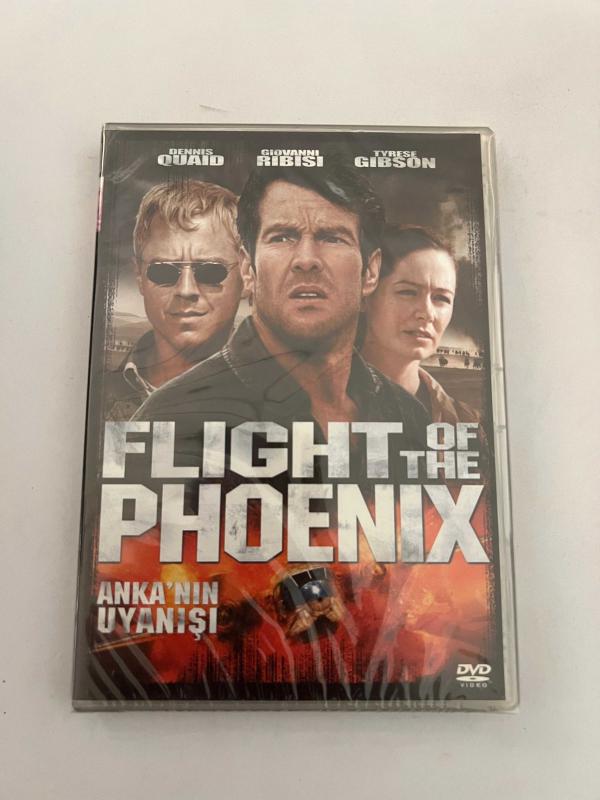 DENNIS GIOVANNI TYRESE
QUAID RIBISI GIBSON
FLIGHT OF
THE
PHOENIX
ANKA'NIN
UYANIŞI
DVD
VIDEO